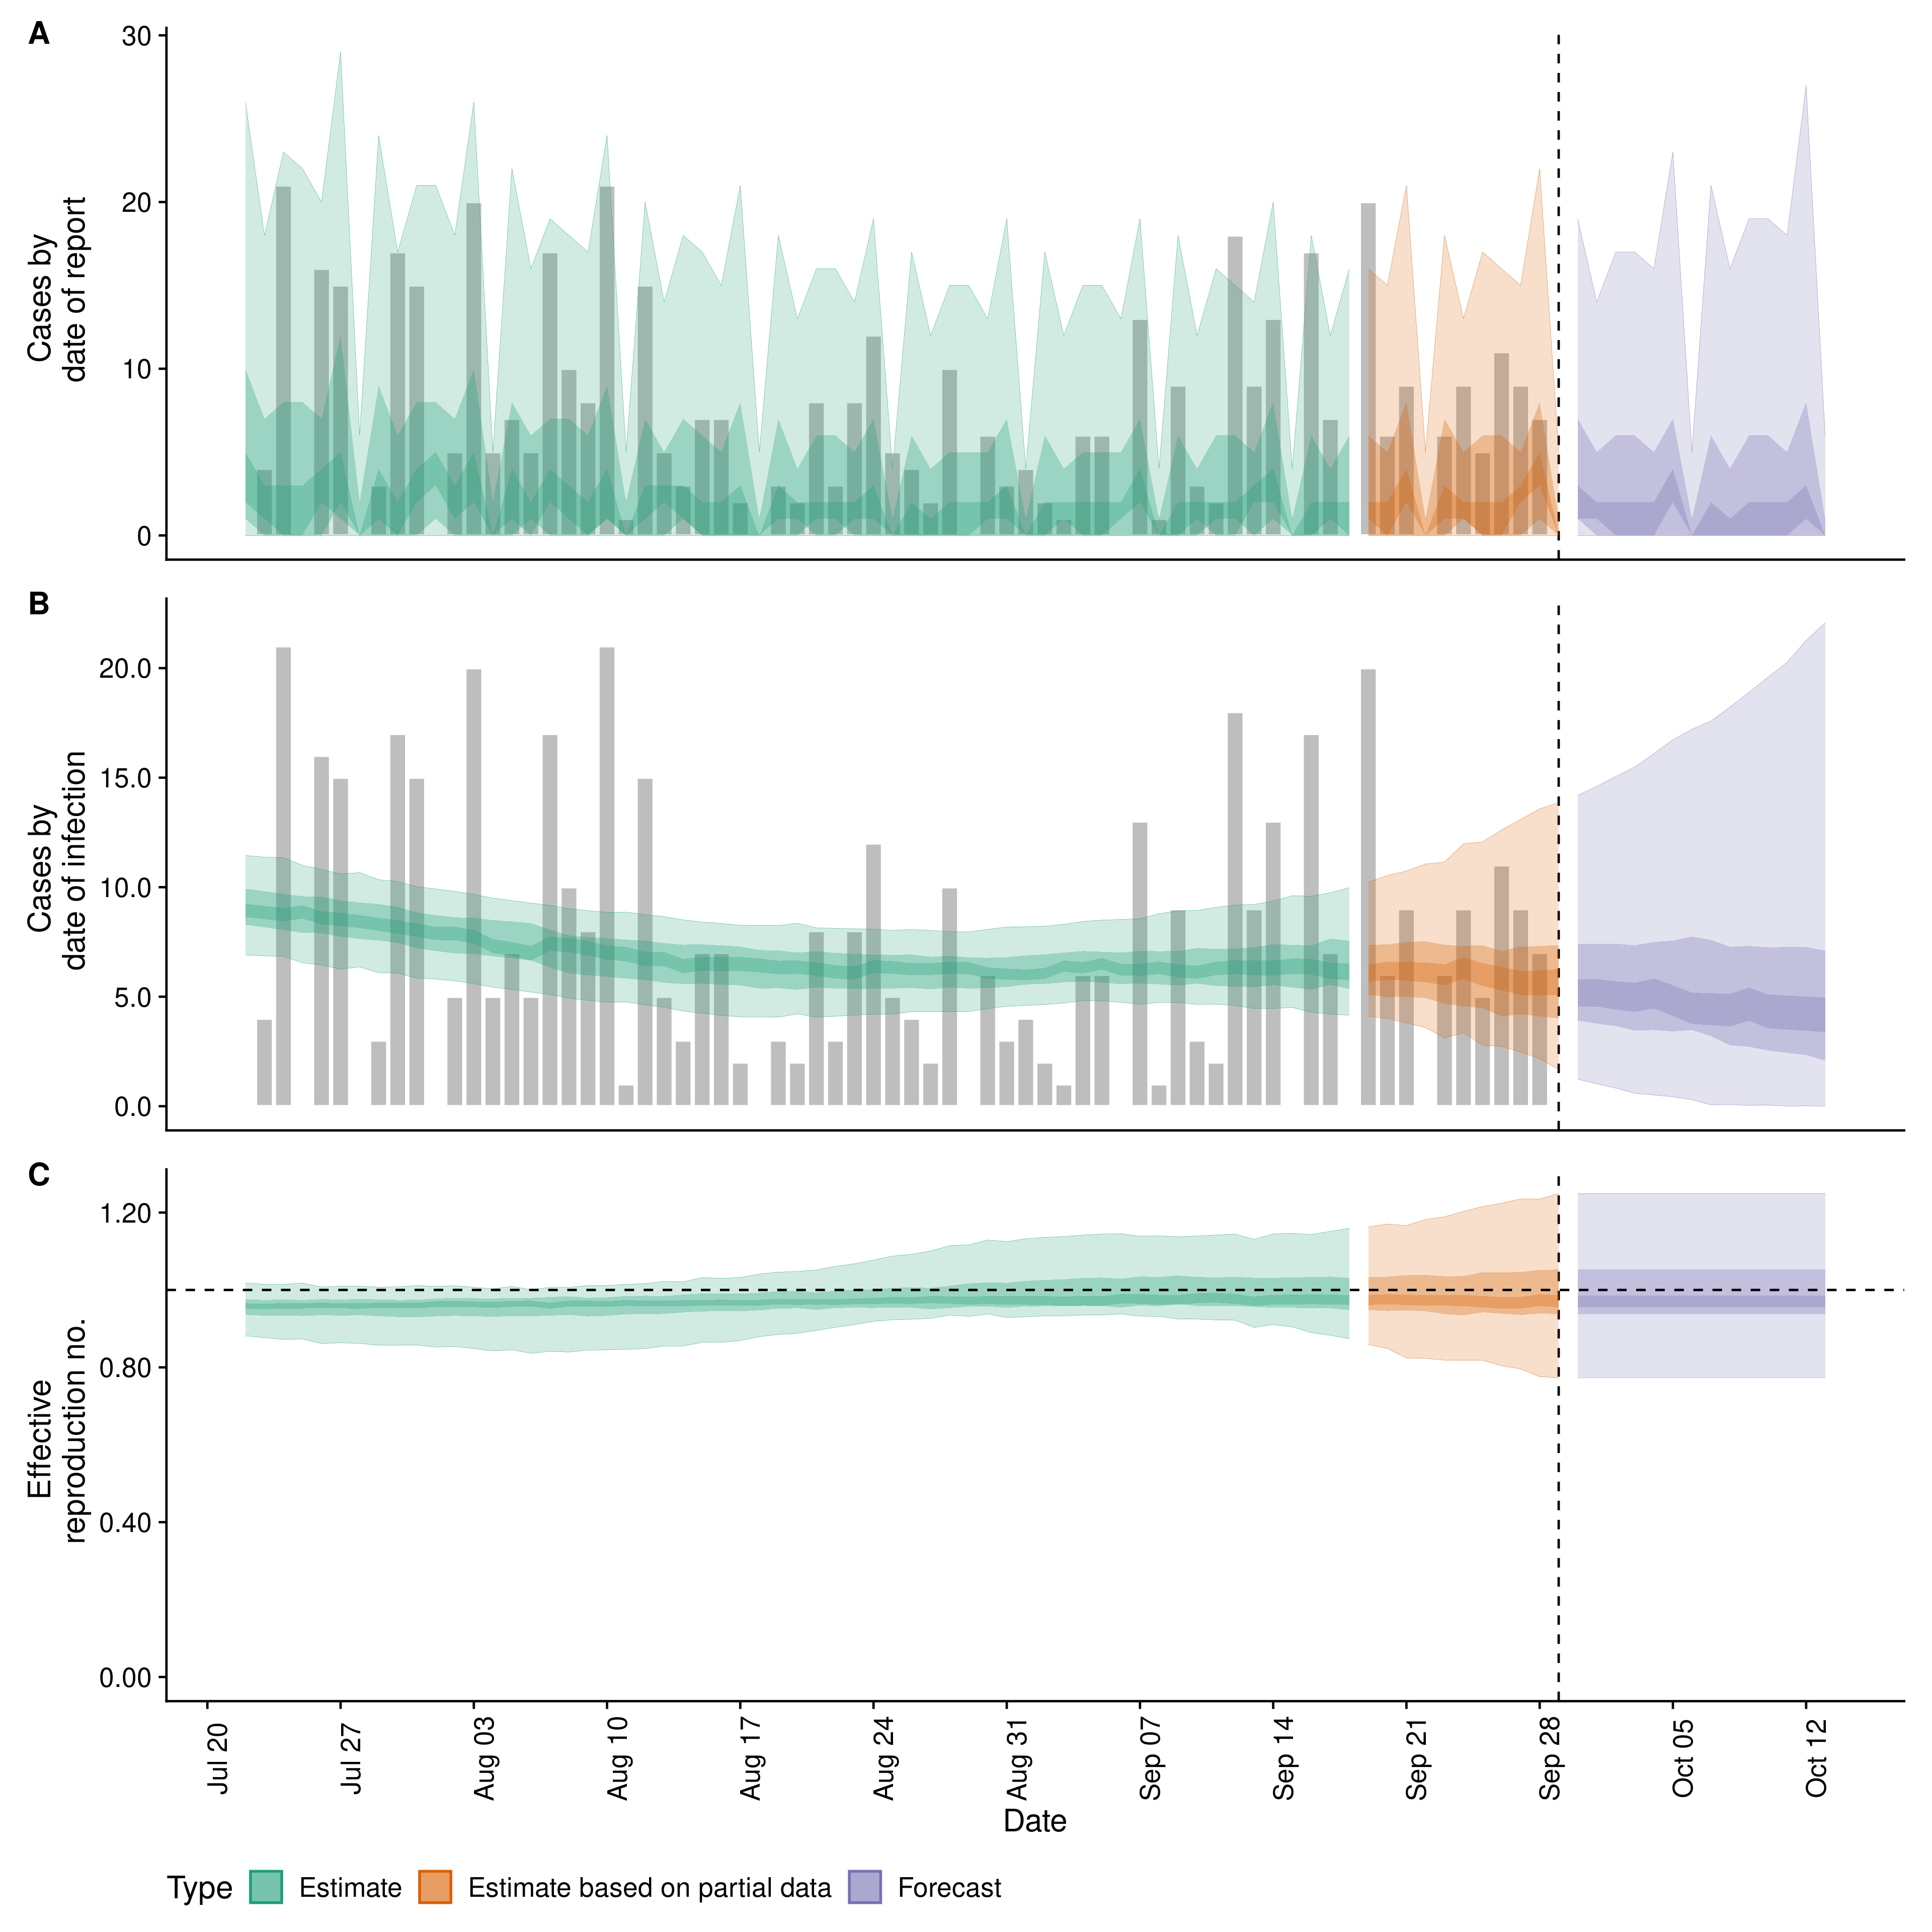 A
Cases by
date of report
30
20
10
0
B
Cases by
date of infection
20.0
15.0
10.0
5.0
0.0
C
Effective
reproduction no.
1.20
0.80
0.40
0.00
Jul 20
Jul 27
Aug 03
Aug 10
Aug 17
Aug 24
Aug 31
Sep 07
Sep 14
Sep 21
Sep 28
Oct 05
Oct 12
Date
Type Estimate Estimate based on partial data Forecast